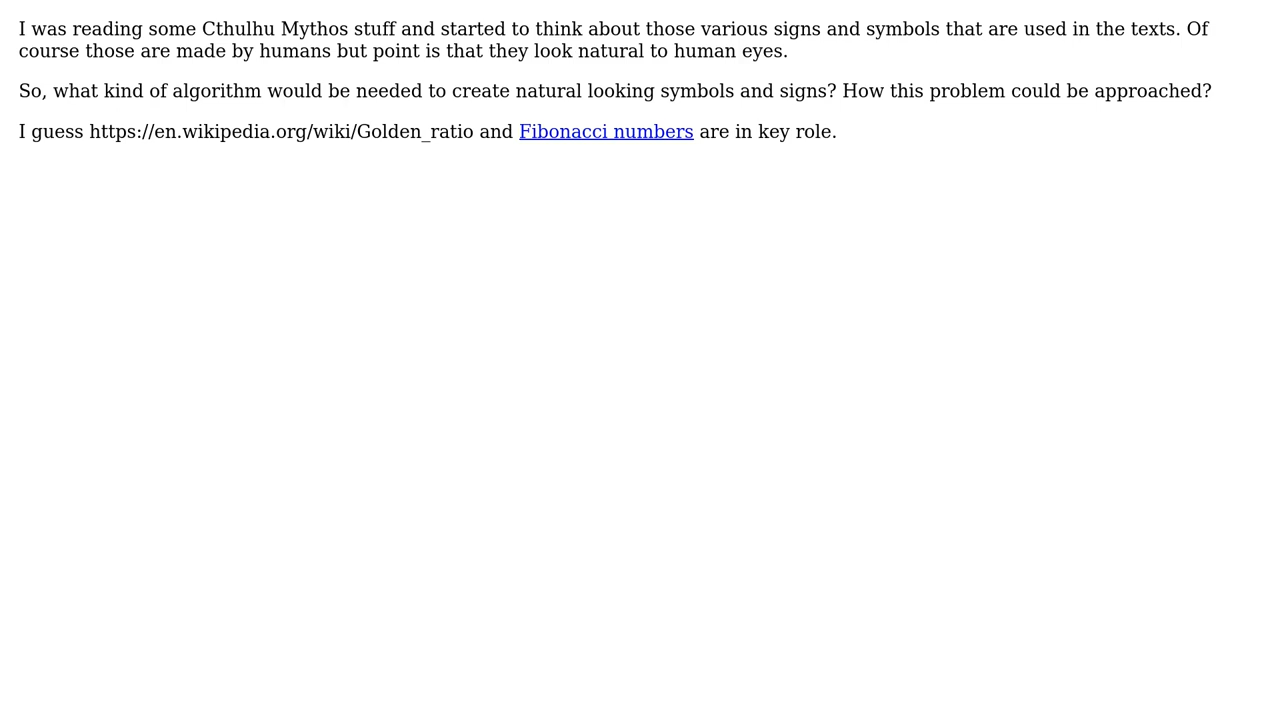 I was reading some Cthulhu Mythos stuff and started to think about those various signs and symbols that are used in the texts. Of
course those are made by humans but point is that they look natural to human eyes.
So, what kind of algorithm would be needed to create natural looking symbols and signs? How this problem could be approached?
I guess https://en.wikipedia.org/wiki/Golden_ratio and Fibonacci numbers are in key role.